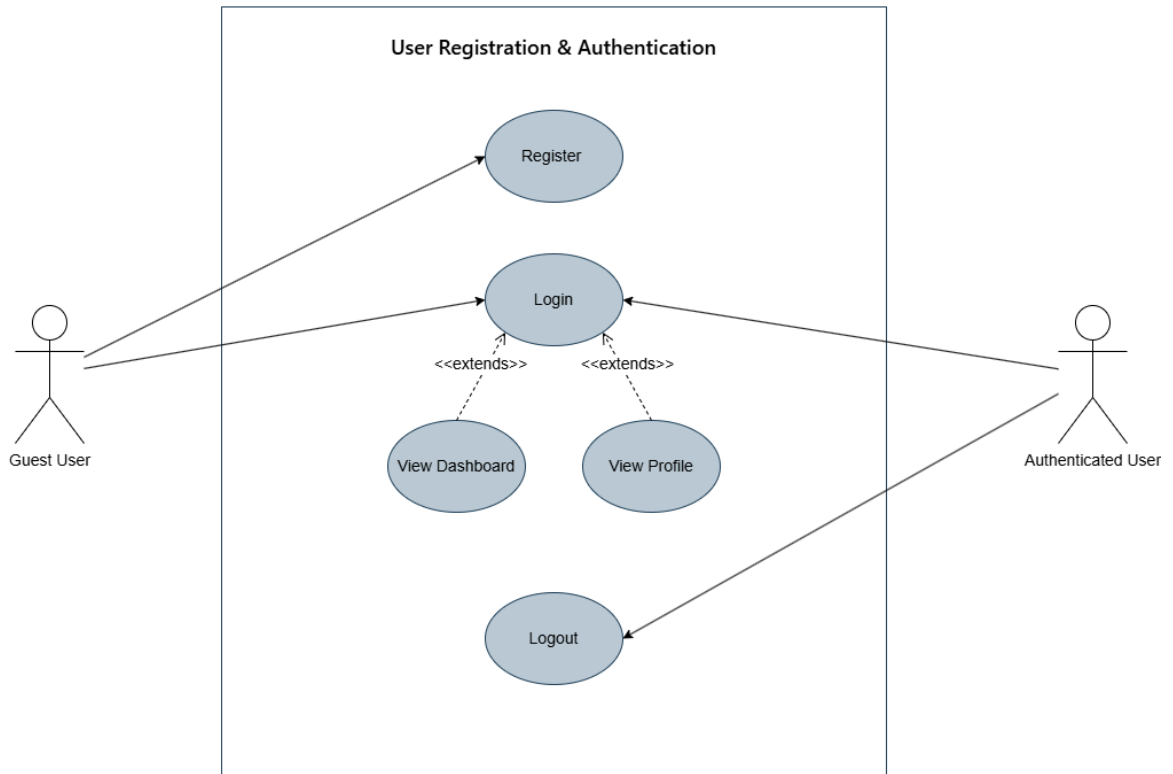 User Registration & Authentication
Register
Login
<<extends>>
<<extends>>
Guest User
View Dashboard
View Profile
Authenticated User
Logout